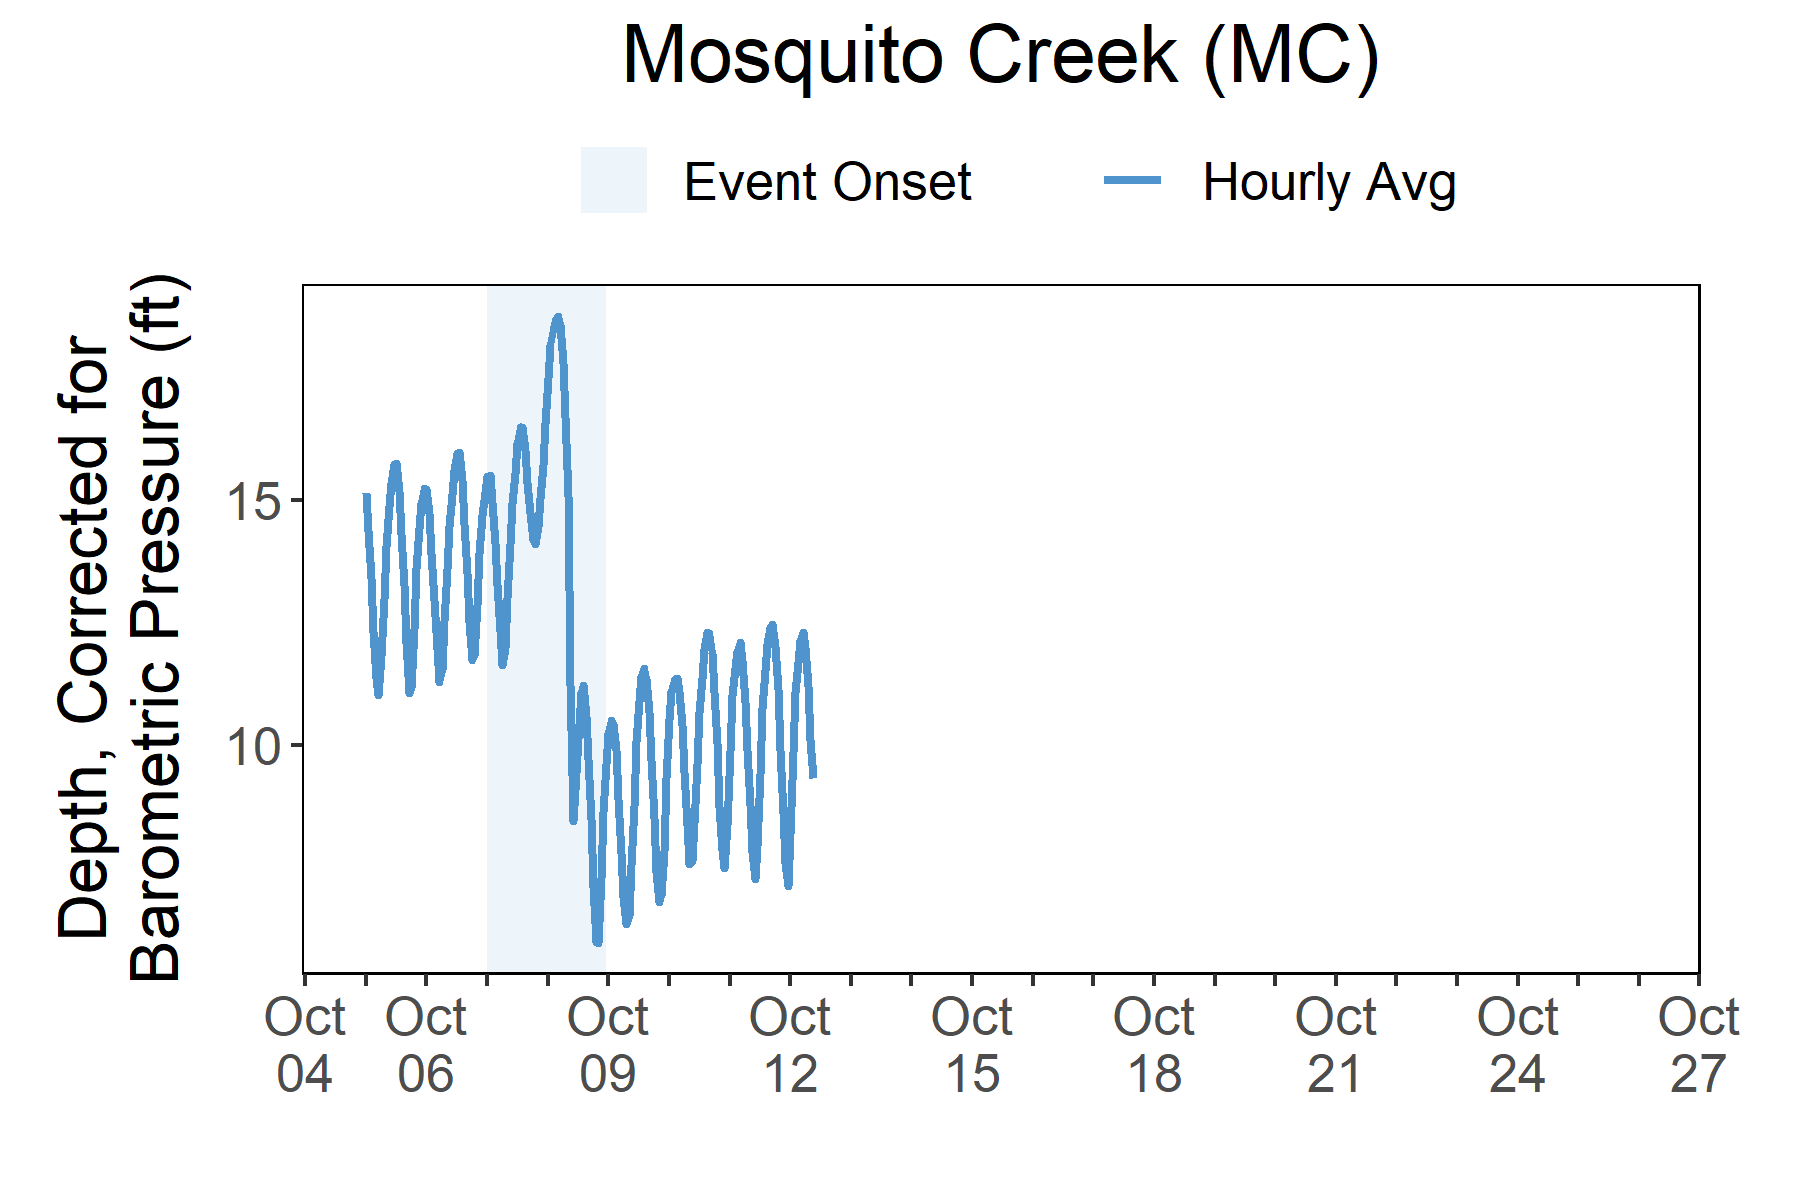 Mosquito Creek (MC)
Event Onset
Hourly Avg
Depth, Corrected for
Barometric Pressure (ft)
15
10
Oct
04
Oct
06
Oct
09
Oct
12
Oct
15
Oct
18
Oct
21
Oct
24
Oct
27